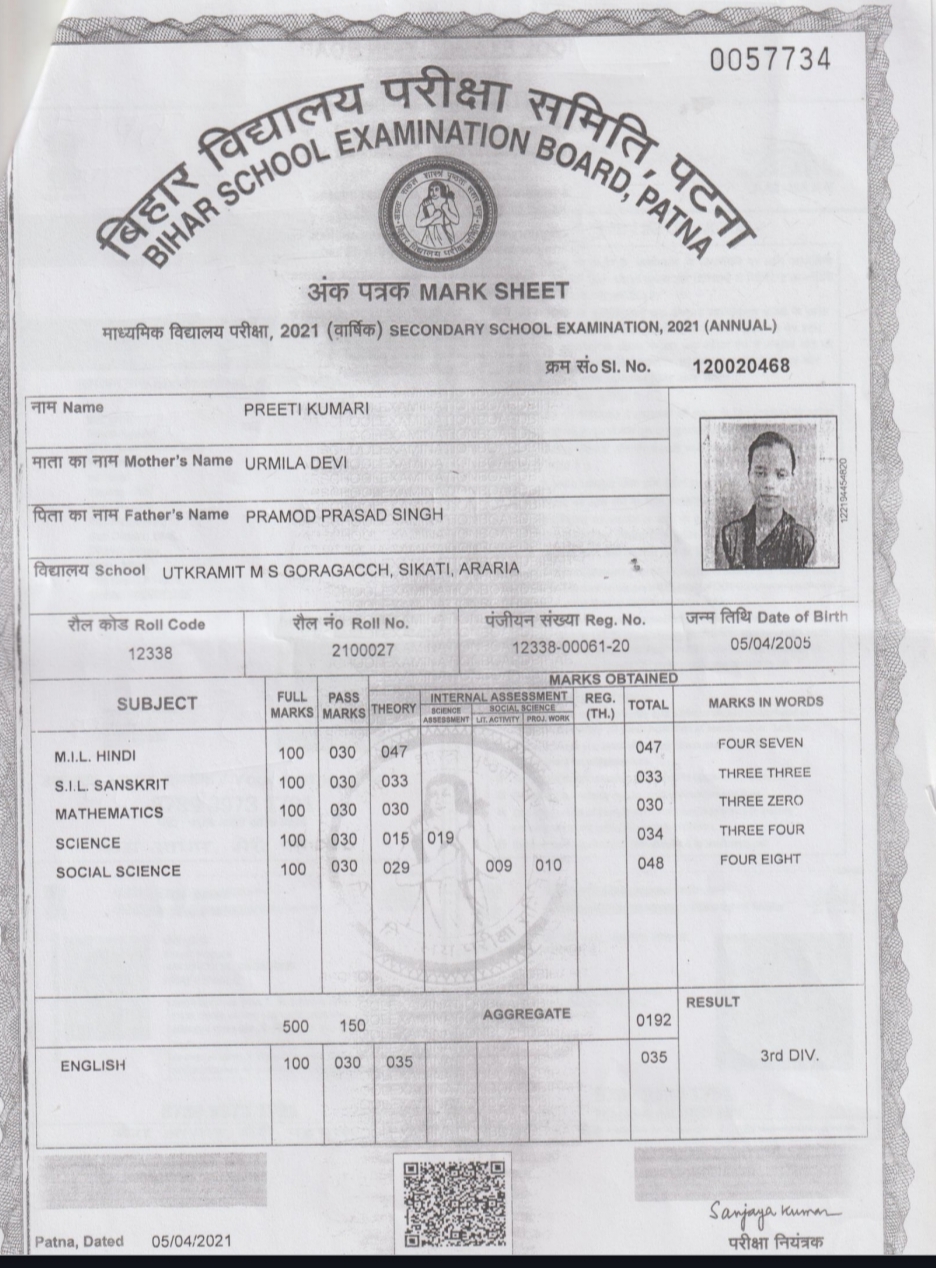 0057734
बिहार विद्यालय परीक्षा समिति, पटना
BIHAR SCHOOL EXAMINATION BOARD, PATNA
अंक पत्रक MARK SHEET
माध्यमिक विद्यालय परीक्षा, 2021 (वार्षिक) SECONDARY SCHOOL EXAMINATION, 2021 (ANNUAL)
क्रम सं० Sl. No. 120020468
नाम Name PREETI KUMARI
माता का नाम Mother's Name URMILA DEVI
122194454820
पिता का नाम Father's Name PRAMOD PRASAD SINGH
विद्यालय School UTKRAMIT M S GORAGACCH, SIKATI, ARARIA
रौल कोड Roll Code रौल नं० Roll No. पंजीयन संख्या Reg. No. जन्म तिथि Date of Birth
12338 2100027 12338-00061-20 05/04/2005
MARKS OBTAINED
SUBJECT FULL MARKS PASS MARKS THEORY INTERNAL ASSESSMENT REG. (TH.) TOTAL MARKS IN WORDS
SCIENCE ASSESSMENT SOCIAL SCIENCE
LIT. ACTIVITY PROJ. WORK
M.I.L. HINDI 100 030 047 047 FOUR SEVEN
S.I.L. SANSKRIT 100 030 033 033 THREE THREE
MATHEMATICS 100 030 030 030 THREE ZERO
SCIENCE 100 030 015 019 034 THREE FOUR
SOCIAL SCIENCE 100 030 029 009 010 048 FOUR EIGHT
500 150 AGGREGATE 0192 RESULT
ENGLISH 100 030 035 035 3rd DIV.
Sanjaya Kumar
Patna, Dated 05/04/2021 परीक्षा नियंत्रक